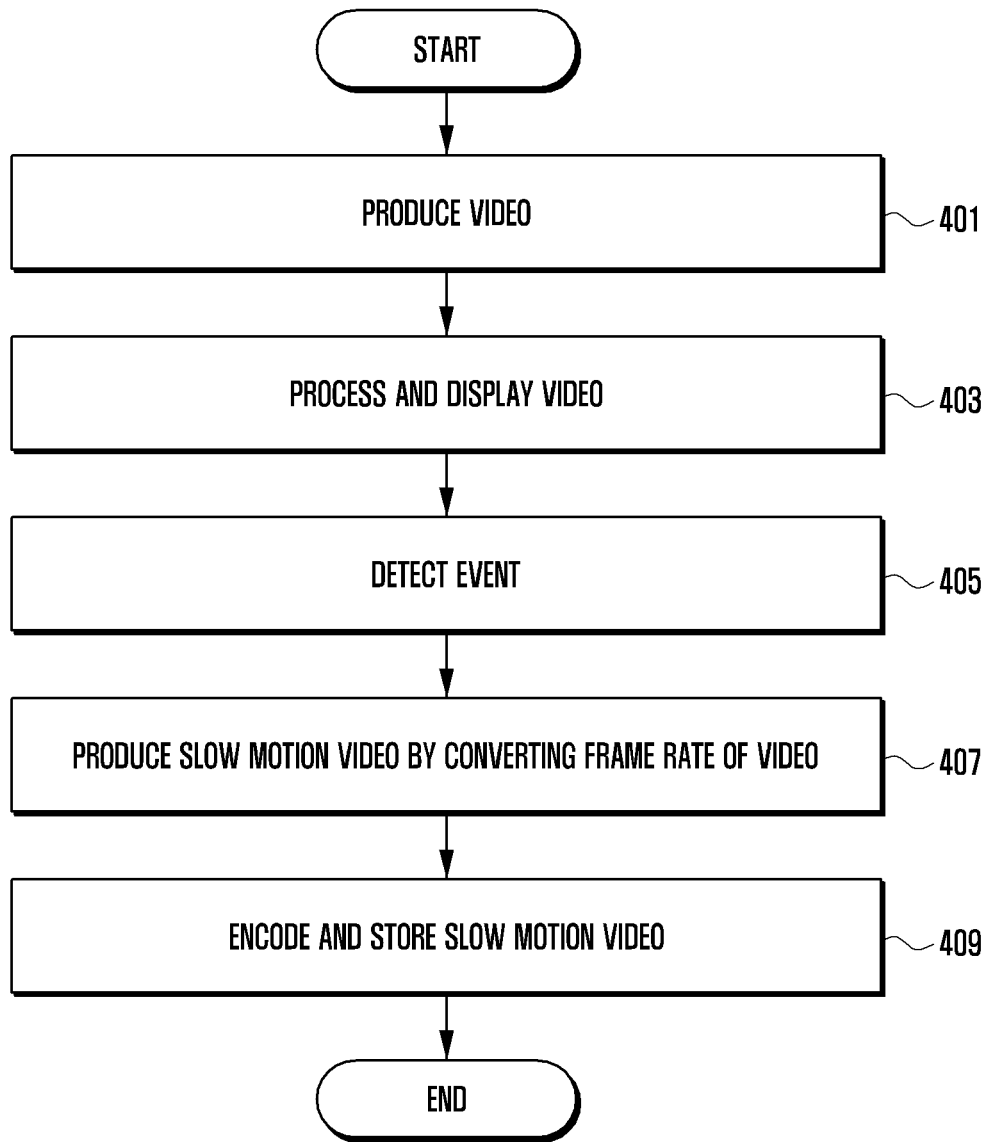 START
PRODUCE VIDEO
401
PROCESS AND DISPLAY VIDEO
403
DETECT EVENT
405
PRODUCE SLOW MOTION VIDEO BY CONVERTING FRAME RATE OF VIDEO
407
ENCODE AND STORE SLOW MOTION VIDEO
409
END